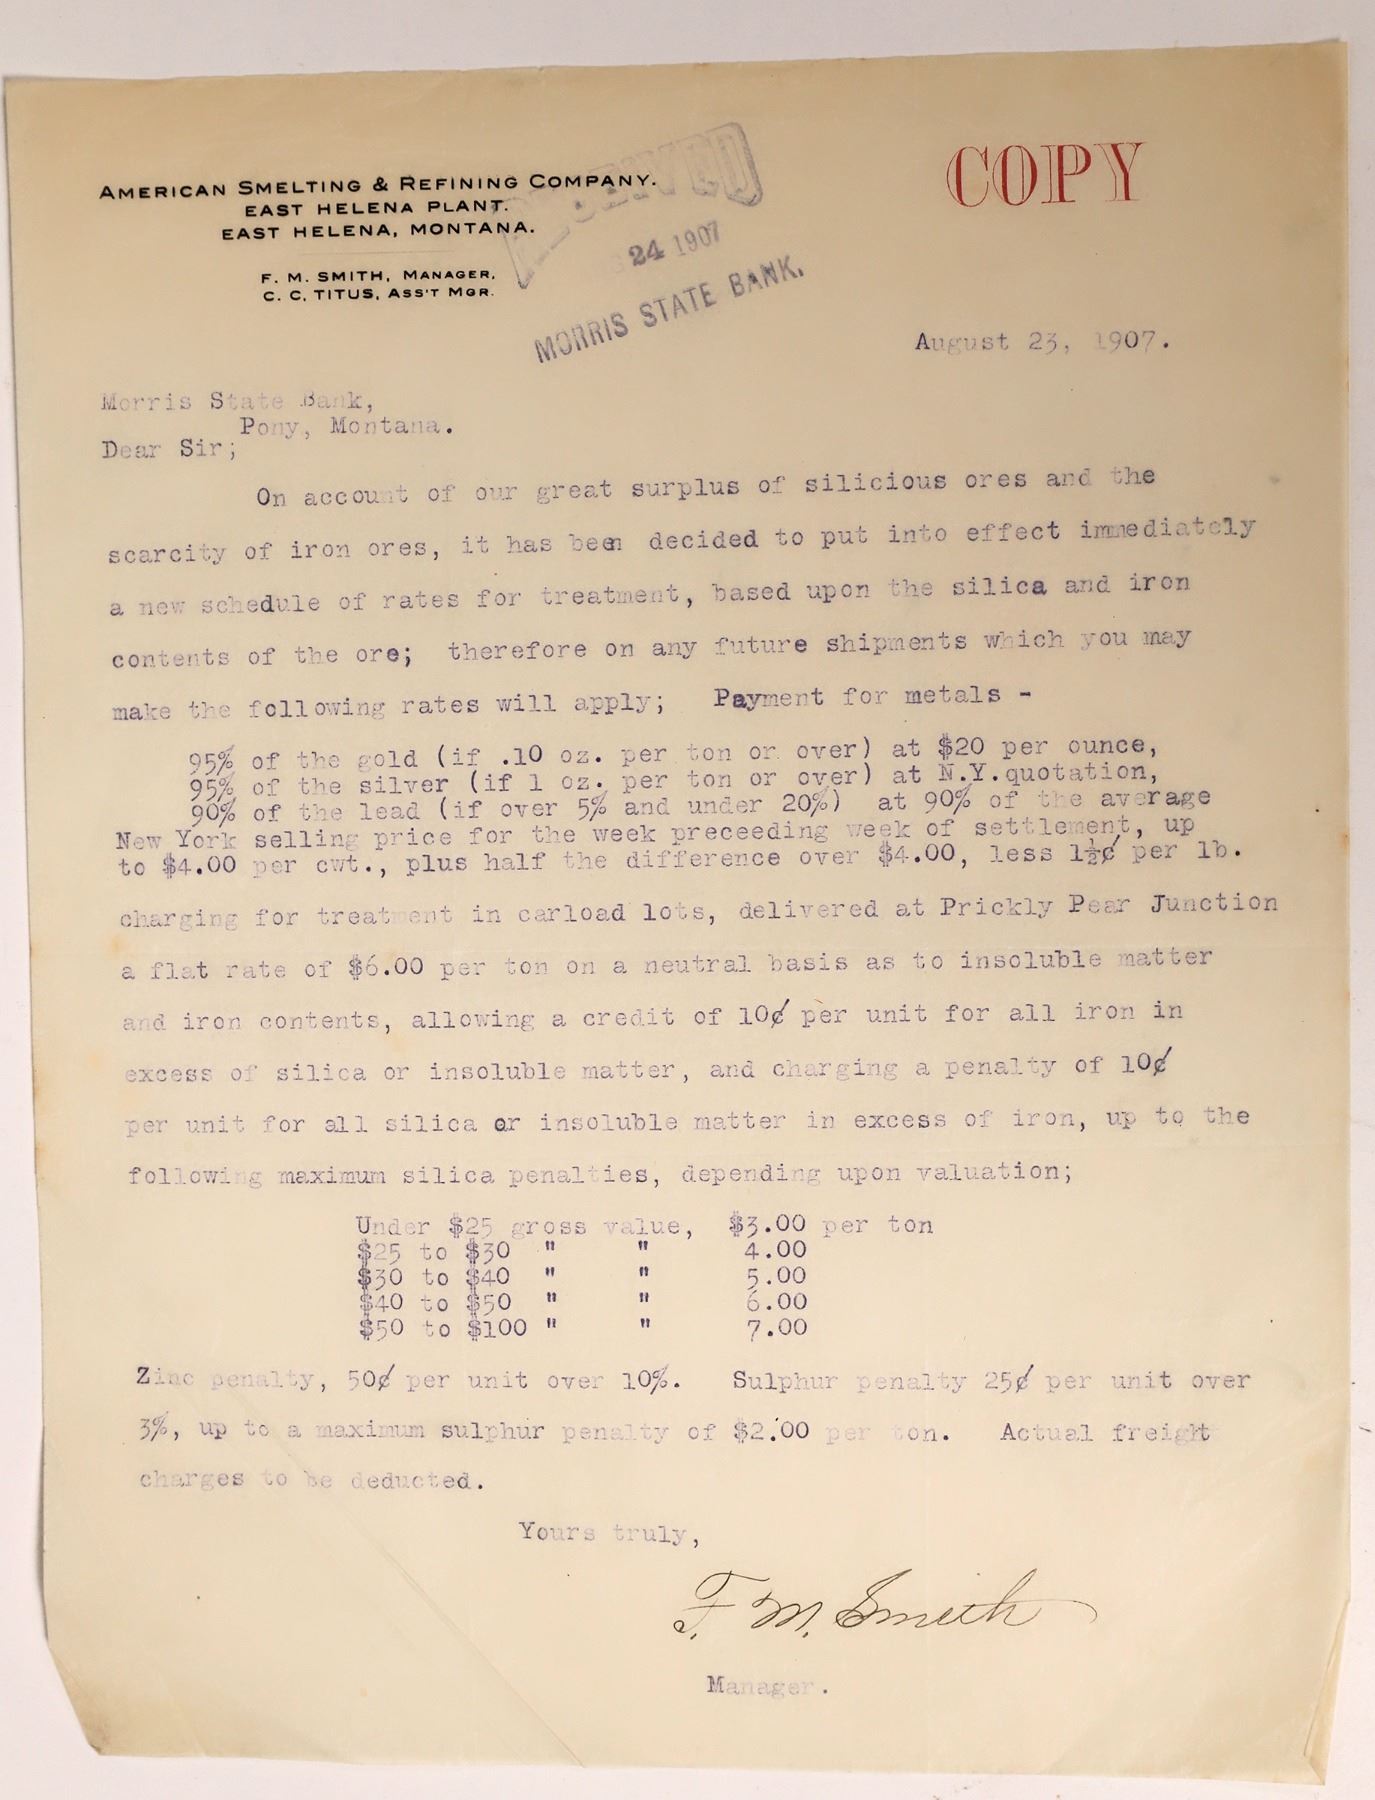 AMERICAN SMELTING & REFINING COMPANY.
EAST HELENA PLANT.
EAST HELENA, MONTANA.
F. M. SMITH, MANAGER,
C. C. TITUS, ASS'T MGR.
RECEIVED
24 1907
MORRIS STATE BANK.
COPY
August 23, 1907.
Morris State Bank,
Pony, Montana.
Dear Sir;
On account of our great surplus of silicious ores and the
scarcity of iron ores, it has been decided to put into effect immediately
a new schedule of rates for treatment, based upon the silica and iron
contents of the ore; therefore on any future shipments which you may
make the following rates will apply; Payment for metals -
95% of the gold (if .10 oz. per ton or over) at $20 per ounce,
95% of the silver (if 1 oz. per ton or over) at N.Y.quotation,
90% of the lead (if over 5% and under 20%) at 90% of the average
New York selling price for the week preceeding week of settlement, up
to $4.00 per cwt., plus half the difference over $4.00, less 1½¢ per lb.
charging for treatment in carload lots, delivered at Prickly Pear Junction
a flat rate of $6.00 per ton on a neutral basis as to insoluble matter
and iron contents, allowing a credit of 10¢ per unit for all iron in
excess of silica or insoluble matter, and charging a penalty of 10¢
per unit for all silica or insoluble matter in excess of iron, up to the
following maximum silica penalties, depending upon valuation;
Under $25 gross value, $3.00 per ton
$25 to $30 " " 4.00
$30 to $40 " " 5.00
$40 to $50 " " 6.00
$50 to $100 " " 7.00
Zinc penalty, 50¢ per unit over 10%. Sulphur penalty 25¢ per unit over
3%, up to a maximum sulphur penalty of $2.00 per ton. Actual freight
charges to be deducted.
Yours truly,
F. M. Smith
Manager.